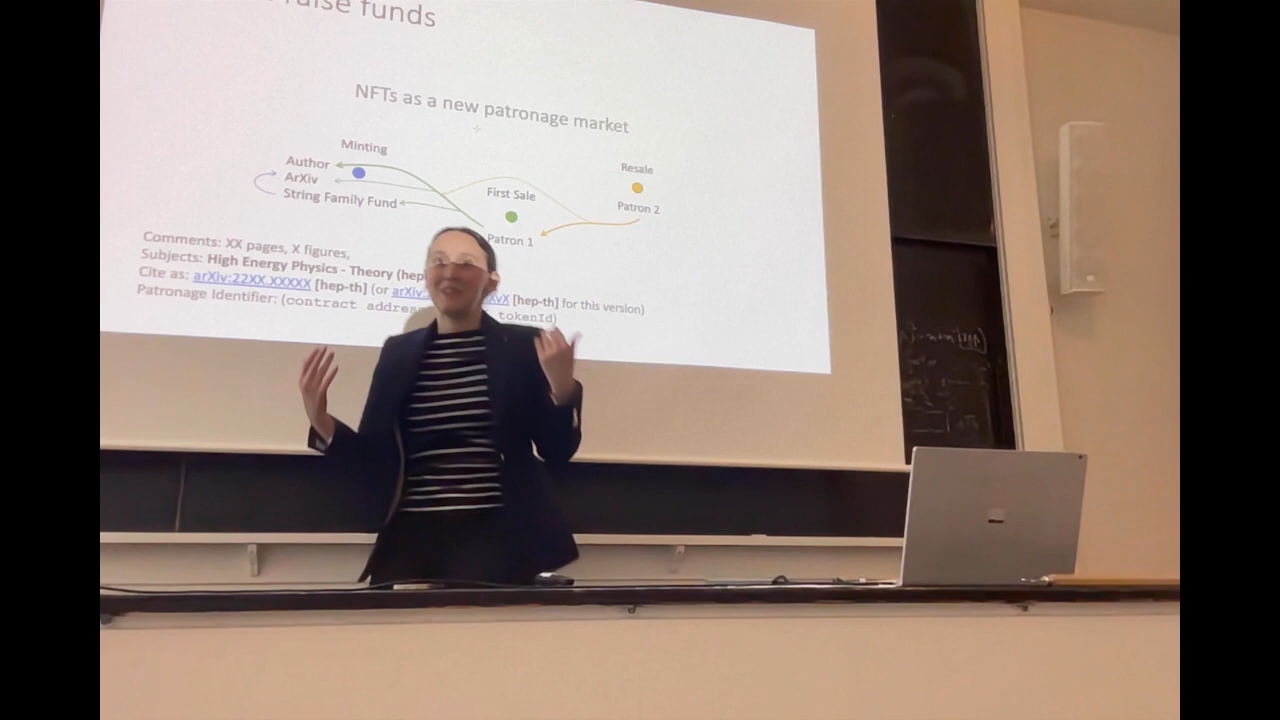 raise funds
NFTs as a new patronage market
Minting
Author
ArXiv
String Family Fund
First Sale
Patron 1
Resale
Patron 2
Comments: XX pages, X figures,
Subjects: High Energy Physics - Theory (hep
Cite as: arXiv:22XX.XXXXX [hep-th] (or arXiv: XvX [hep-th] for this version)
Patronage Identifier: (contract addres tokenId)